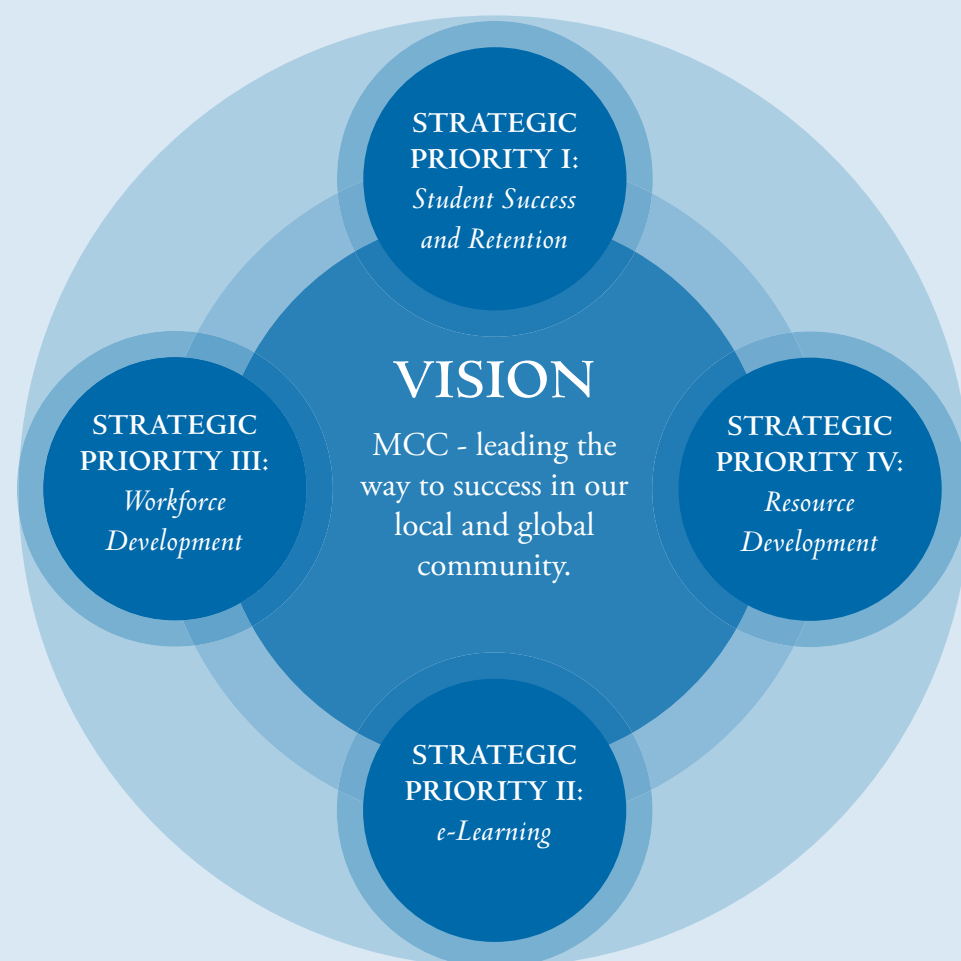 STRATEGIC
PRIORITY I:
Student Success
and Retention
VISION
MCC - leading the
way to success in our
local and global
community.
STRATEGIC
PRIORITY III:
Workforce
Development
STRATEGIC
PRIORITY IV:
Resource
Development
STRATEGIC
PRIORITY II:
e-Learning